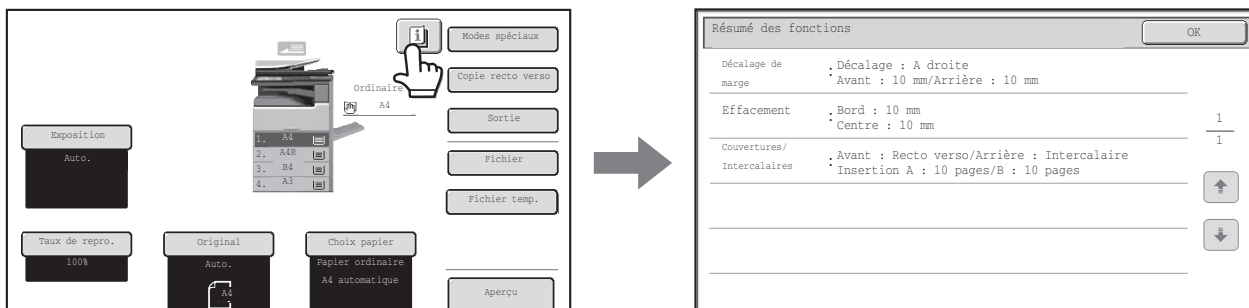 Modes spéciaux
Copie recto verso
Ordinaire
A4
Sortie
Exposition
Auto.
1. A4
2. A4R
3. B4
4. A3
Fichier
Fichier temp.
Taux de repro.
100%
Original
Auto.
A4
Choix papier
Papier ordinaire
A4 automatique
Aperçu
Résumé des fonctions
OK
Décalage de
marge
: Décalage : A droite
Avant : 10 mm/Arrière : 10 mm
Effacement
: Bord : 10 mm
Centre : 10 mm
Couvertures/
Intercalaires
: Avant : Recto verso/Arrière : Intercalaire
Insertion A : 10 pages/B : 10 pages
1
1